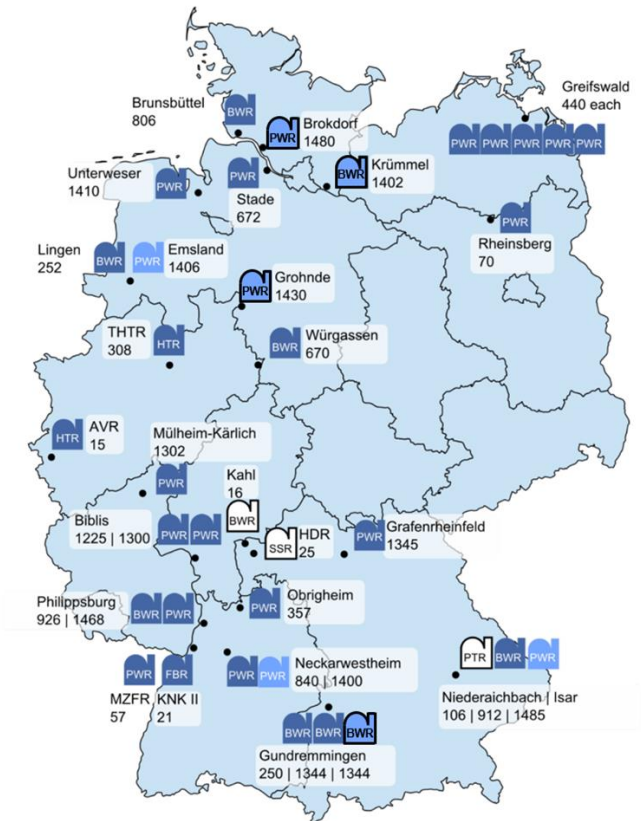 Brunsbüttel
806
BWR
PWR
Brokdorf
1480
Greifswald
440 each
PWR PWR PWR PWR PWR
Unterweser
1410
PWR
PWR
Stade
672
BWR
Krümmel
1402
PWR
Rheinsberg
70
Lingen
252
BWR PWR
Emsland
1406
PWR
Grohnde
1430
THTR
308
HTR
BWR
Würgassen
670
HTR
AVR
15
Mülheim-Kärlich
1302
PWR
Kahl
16
BWR
Biblis
1225 | 1300
PWR PWR
SSR
HDR
25
PWR
Grafenrheinfeld
1345
Philippsburg
926 | 1468
BWR PWR
PWR
Obrigheim
357
PWR FBR
MZFR KNK II
57 21
PWR PWR
Neckarwestheim
840 | 1400
PTR BWR PWR
Niederaichbach | Isar
106 | 912 | 1485
BWR BWR BWR
Gundremmingen
250 | 1344 | 1344